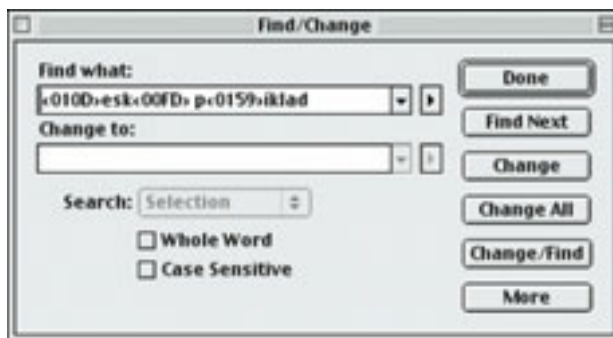 Find/Change
Find what:
‹010D›esk‹00FD› p‹0159›iklad
Change to:
Search: Selection
Whole Word
Case Sensitive
Done
Find Next
Change
Change All
Change/Find
More